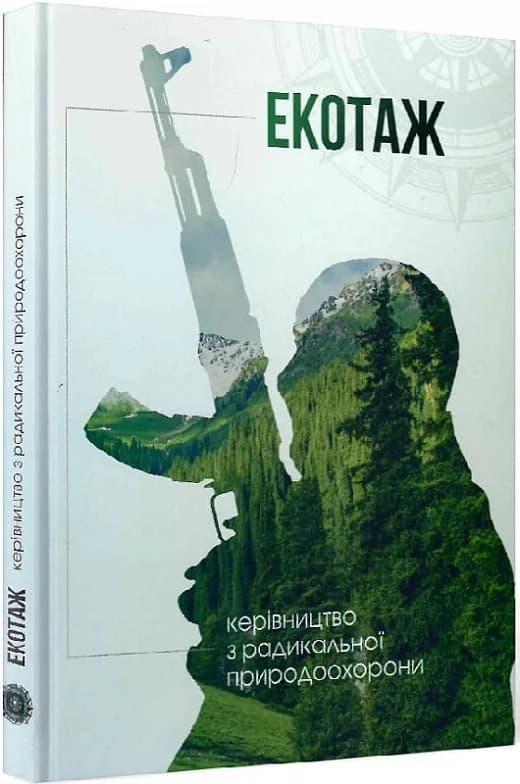 ЕКОТАЖ
керівництво
з радикальної
природоохорони
ЕКОТАЖ керівництво з радикальної природоохорони